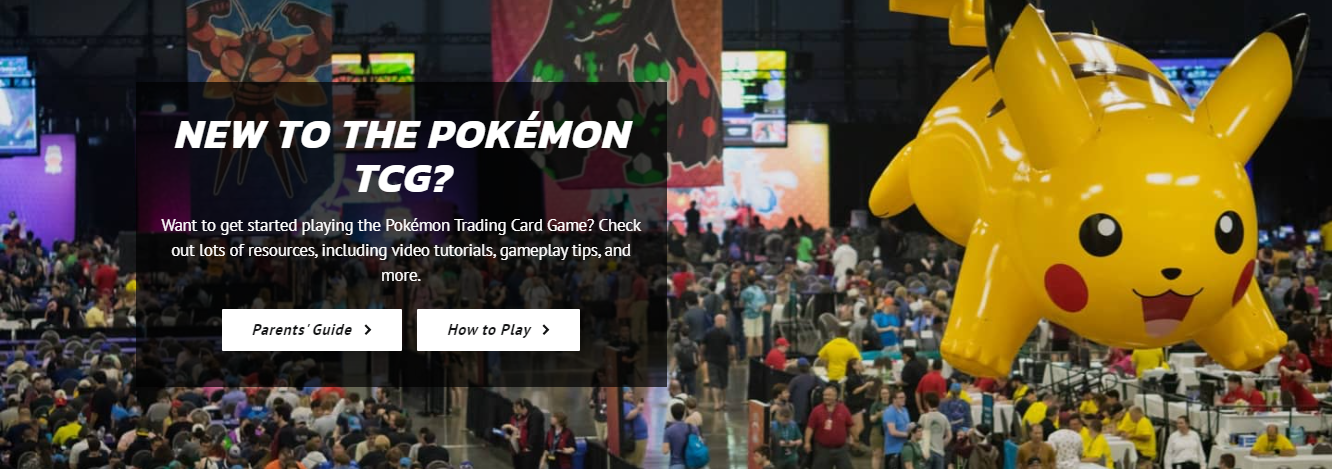 NEW TO THE POKÉMON
TCG?
Want to get started playing the Pokémon Trading Card Game? Check
out lots of resources, including video tutorials, gameplay tips, and
more.
Parents' Guide
How to Play